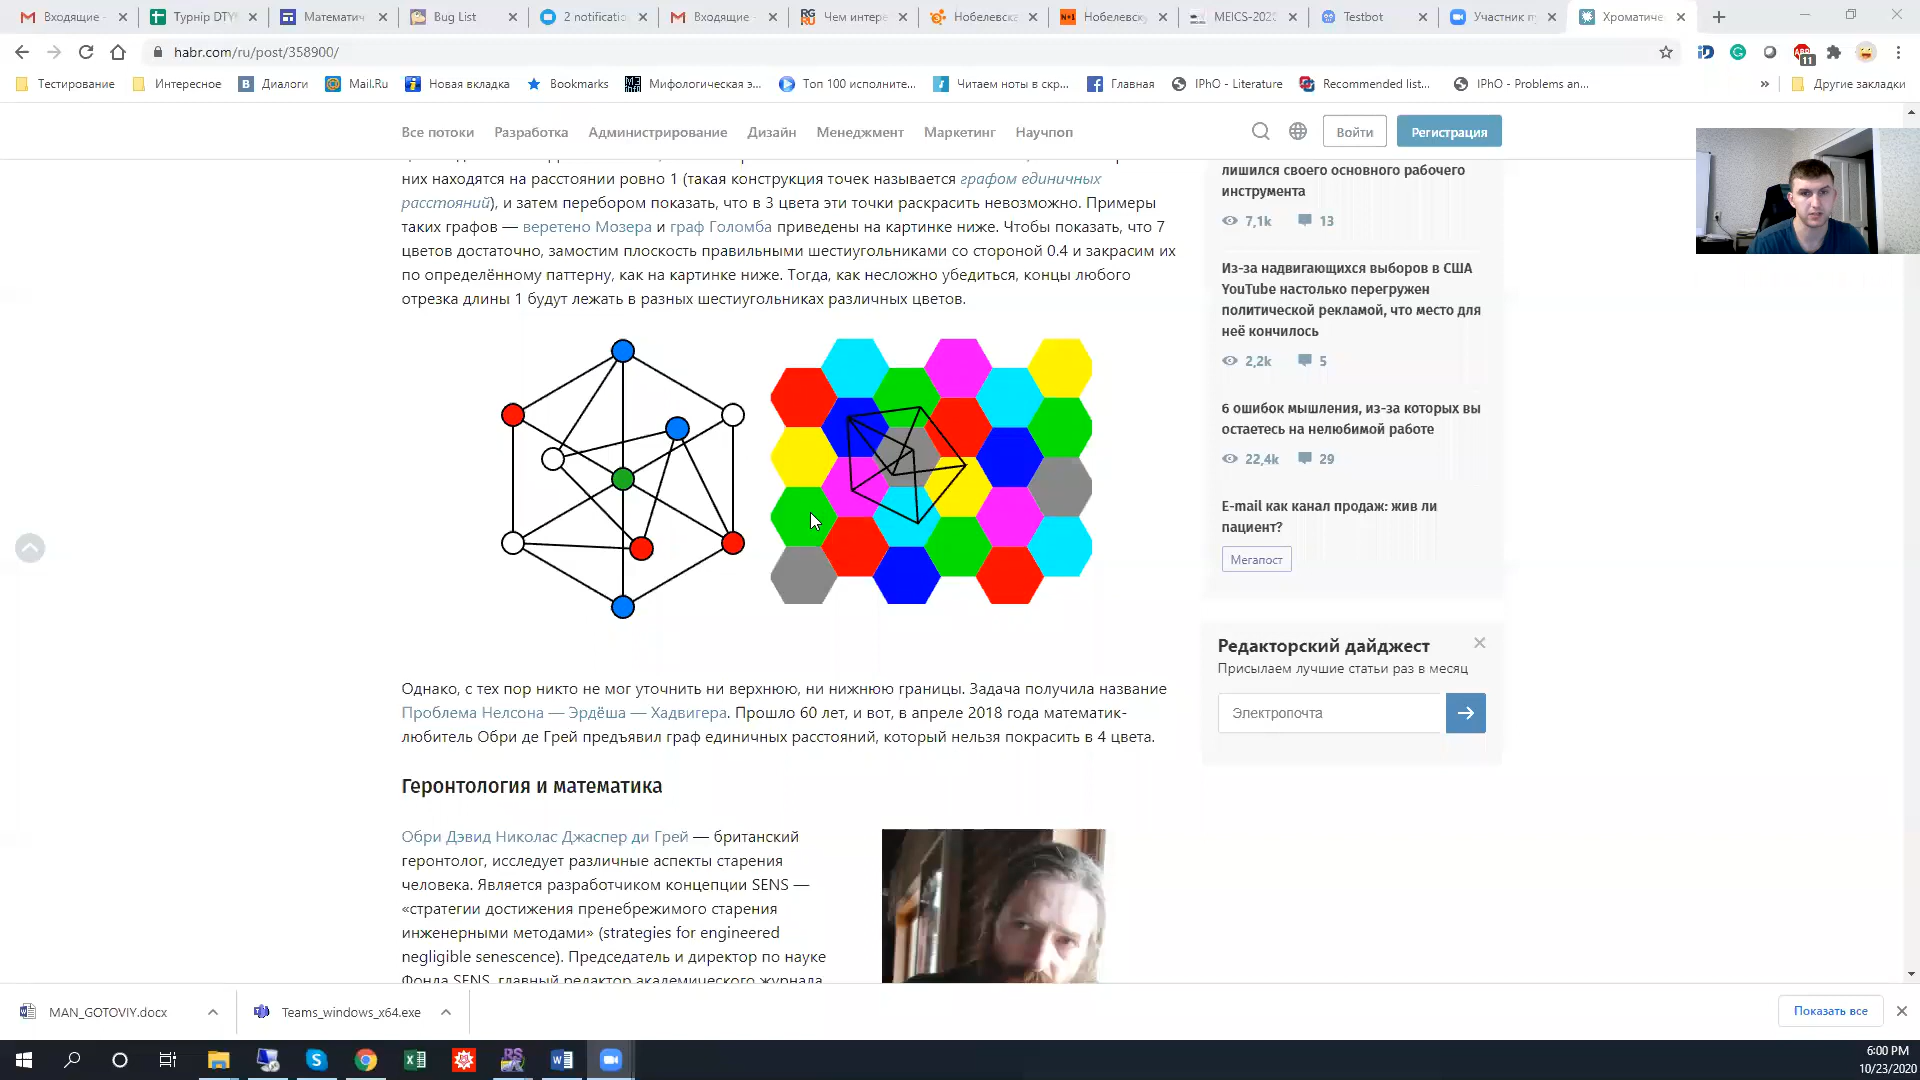 Входящие -
Турнір DTY
Математич
Bug List
2 notificatio
Входящие -
Чем интере
Нобелевска
Нобелевску
MEICS-202
Testbot
Участник п
Хроматиче
habr.com/ru/post/358900/
11
Тестирование
Интересное
Диалоги
Mail.Ru
Новая вкладка
Bookmarks
Мифологическая э...
Топ 100 исполните...
Читаем ноты в скр...
Главная
IPhO - Literature
Recommended list...
IPhO - Problems an...
»
Другие закладки
Все потоки
Разработка
Администрирование
Дизайн
Менеджмент
Маркетинг
Научпоп
Войти
Регистрация
них находятся на расстоянии ровно 1 (такая конструкция точек называется графом единичных
расстояний), и затем перебором показать, что в 3 цвета эти точки раскрасить невозможно. Примеры
таких графов — веретено Мозера и граф Голомба приведены на картинке ниже. Чтобы показать, что 7
цветов достаточно, замостим плоскость правильными шестиугольниками со стороной 0.4 и закрасим их
по определённому паттерну, как на картинке ниже. Тогда, как несложно убедиться, концы любого
отрезка длины 1 будут лежать в разных шестиугольниках различных цветов.
Однако, с тех пор никто не мог уточнить ни верхнюю, ни нижнюю границы. Задача получила название
Проблема Нелсона — Эрдёша — Хадвигера. Прошло 60 лет, и вот, в апреле 2018 года математик-
любитель Обри де Грей предъявил граф единичных расстояний, который нельзя покрасить в 4 цвета.
Геронтология и математика
Обри Дэвид Николас Джаспер ди Грей — британский
геронтолог, исследует различные аспекты старения
человека. Является разработчиком концепции SENS —
«стратегии достижения пренебрежимого старения
инженерными методами» (strategies for engineered
negligible senescence). Председатель и директор по науке
Фонда SENS, главный редактор академического журнала
лишился своего основного рабочего
инструмента
7,1k 13
Из-за надвигающихся выборов в США
YouTube настолько перегружен
политической рекламой, что место для
неё кончилось
2,2k 5
6 ошибок мышления, из-за которых вы
остаетесь на нелюбимой работе
22,4k 29
E-mail как канал продаж: жив ли
пациент?
Мегапост
Редакторский дайджест
Присылаем лучшие статьи раз в месяц
Электропочта
MAN_GOTOVIY.docx
Teams_windows_x64.exe
Показать все
6:00 PM
10/23/2020